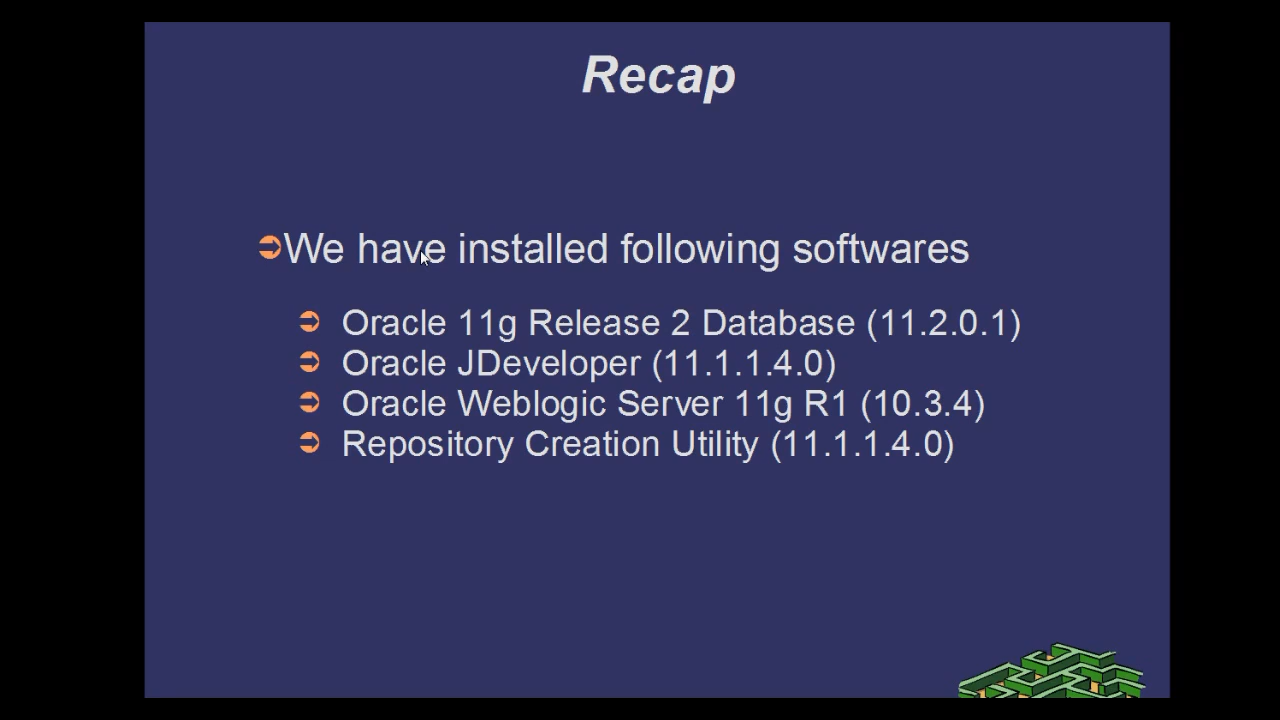 Recap
We have installed following softwares
Oracle 11g Release 2 Database (11.2.0.1)
Oracle JDeveloper (11.1.1.4.0)
Oracle Weblogic Server 11g R1 (10.3.4)
Repository Creation Utility (11.1.1.4.0)